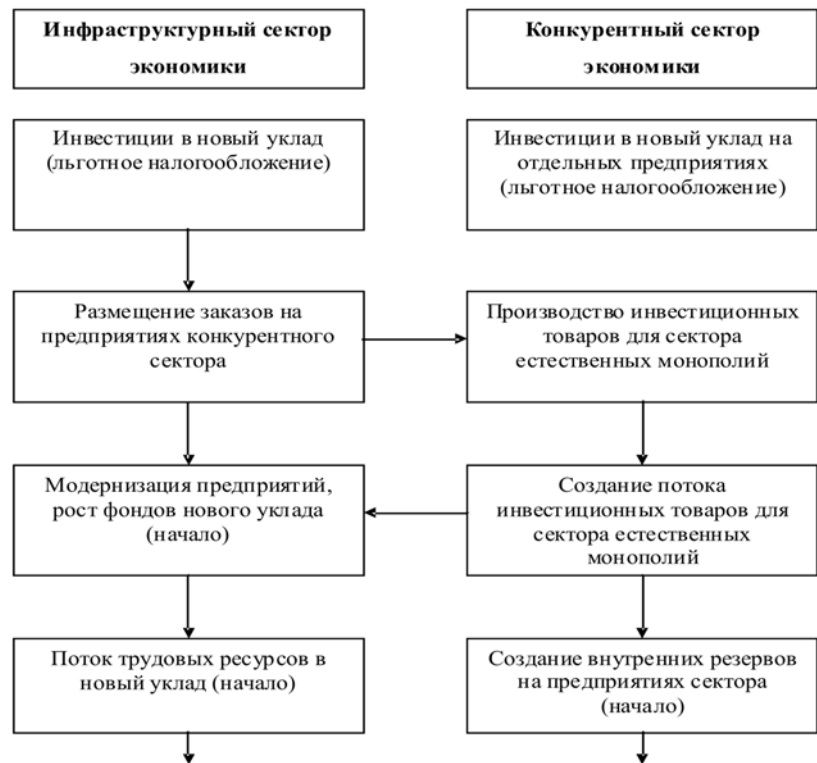 Инфраструктурный сектор
экономики
Конкурентный сектор
экономики
Инвестиции в новый уклад
(льготное налогообложение)
Инвестиции в новый уклад на
отдельных предприятиях
(льготное налогообложение)
Размещение заказов на
предприятиях конкурентного
сектора
Производство инвестиционных
товаров для сектора
естественных монополий
Модернизация предприятий,
рост фондов нового уклада
(начало)
Создание потока
инвестиционных товаров для
сектора естественных
монополий
Поток трудовых ресурсов в
новый уклад (начало)
Создание внутренних резервов
на предприятиях сектора
(начало)